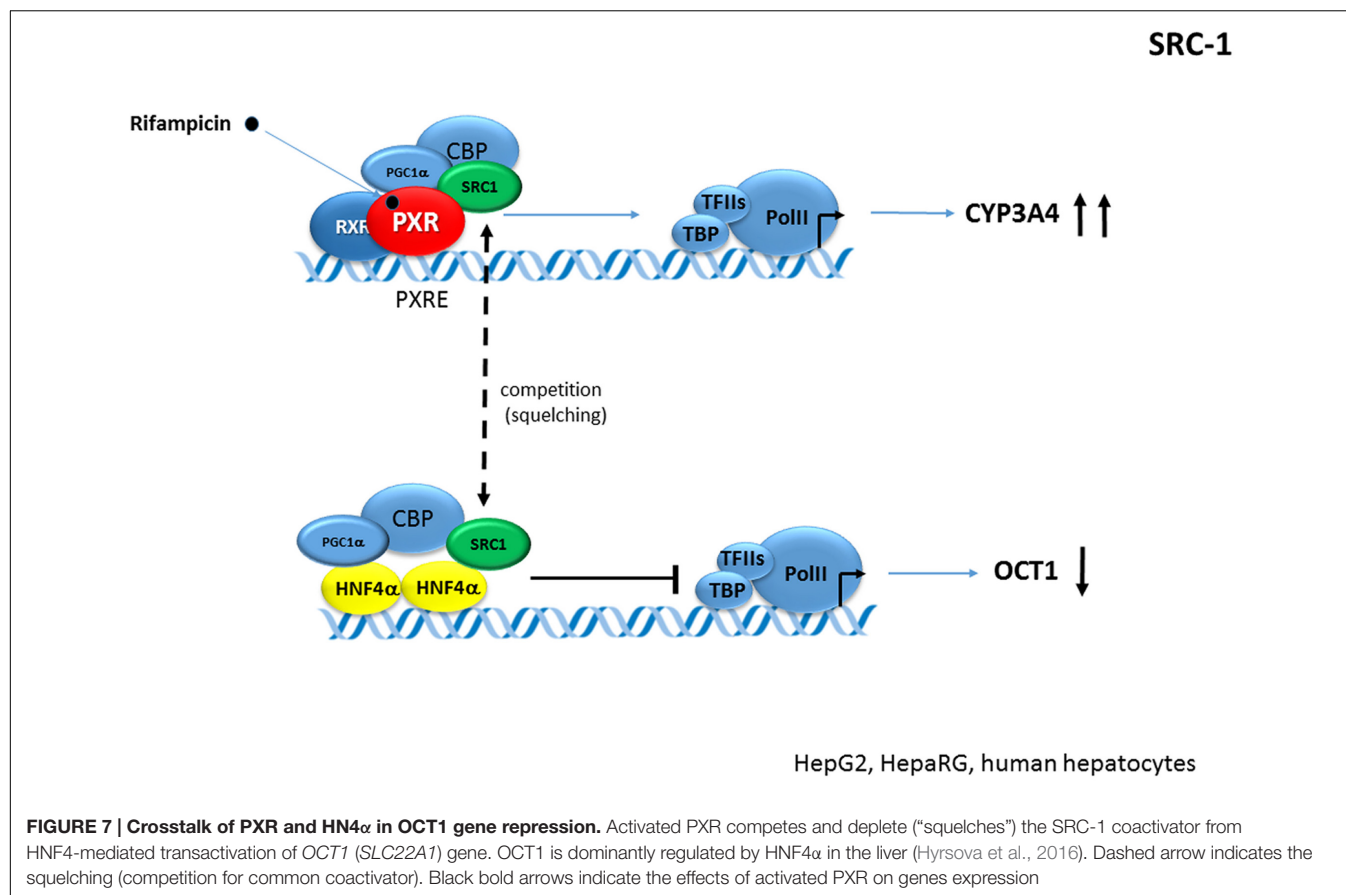 SRC-1
Rifampicin
CBP
PGC1α
SRC1
RXR
PXR
TFIIs
TBP
PolII
CYP3A4
PXRE
competition
(squelching)
CBP
PGC1α
SRC1
HNF4α
HNF4α
TFIIs
TBP
PolII
OCT1
HepG2, HepaRG, human hepatocytes
FIGURE 7 | Crosstalk of PXR and HN4α in OCT1 gene repression. Activated PXR competes and deplete (“squelches”) the SRC-1 coactivator from
HNF4-mediated transactivation of OCT1 (SLC22A1) gene. OCT1 is dominantly regulated by HNF4α in the liver (Hyrsova et al., 2016). Dashed arrow indicates the
squelching (competition for common coactivator). Black bold arrows indicate the effects of activated PXR on genes expression